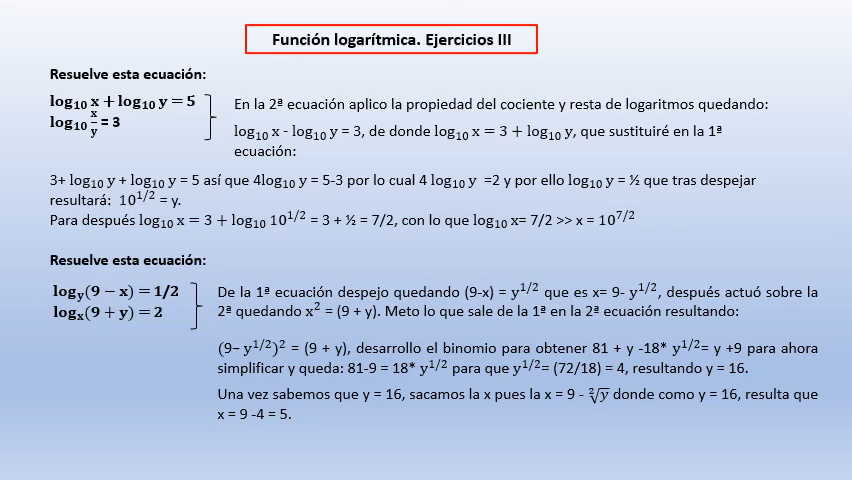 Función logarítmica. Ejercicios III
Resuelve esta ecuación:
log₁₀ x + log₁₀ y = 5
log₁₀ x/y = 3
En la 2ª ecuación aplico la propiedad del cociente y resta de logaritmos quedando:
log₁₀ x - log₁₀ y = 3, de donde log₁₀ x = 3 + log₁₀ y, que sustituiré en la 1ª
ecuación:
3+ log₁₀ y + log₁₀ y = 5 así que 4log₁₀ y = 5-3 por lo cual 4 log₁₀ y =2 y por ello log₁₀ y = ½ que tras despejar
resultará: 10^1/2 = y.
Para después log₁₀ x = 3 + log₁₀ 10^1/2 = 3 + ½ = 7/2, con lo que log₁₀ x= 7/2 >> x = 10^7/2
Resuelve esta ecuación:
log_y(9 − x) = 1/2
log_x(9 + y) = 2
De la 1ª ecuación despejo quedando (9-x) = y^1/2 que es x= 9- y^1/2, después actuó sobre la
2ª quedando x² = (9 + y). Meto lo que sale de la 1ª en la 2ª ecuación resultando:
(9− y^1/2)² = (9 + y), desarrollo el binomio para obtener 81 + y -18* y^1/2= y +9 para ahora
simplificar y queda: 81-9 = 18* y^1/2 para que y^1/2= (72/18) = 4, resultando y = 16.
Una vez sabemos que y = 16, sacamos la x pues la x = 9 - ²√y donde como y = 16, resulta que
x = 9 -4 = 5.